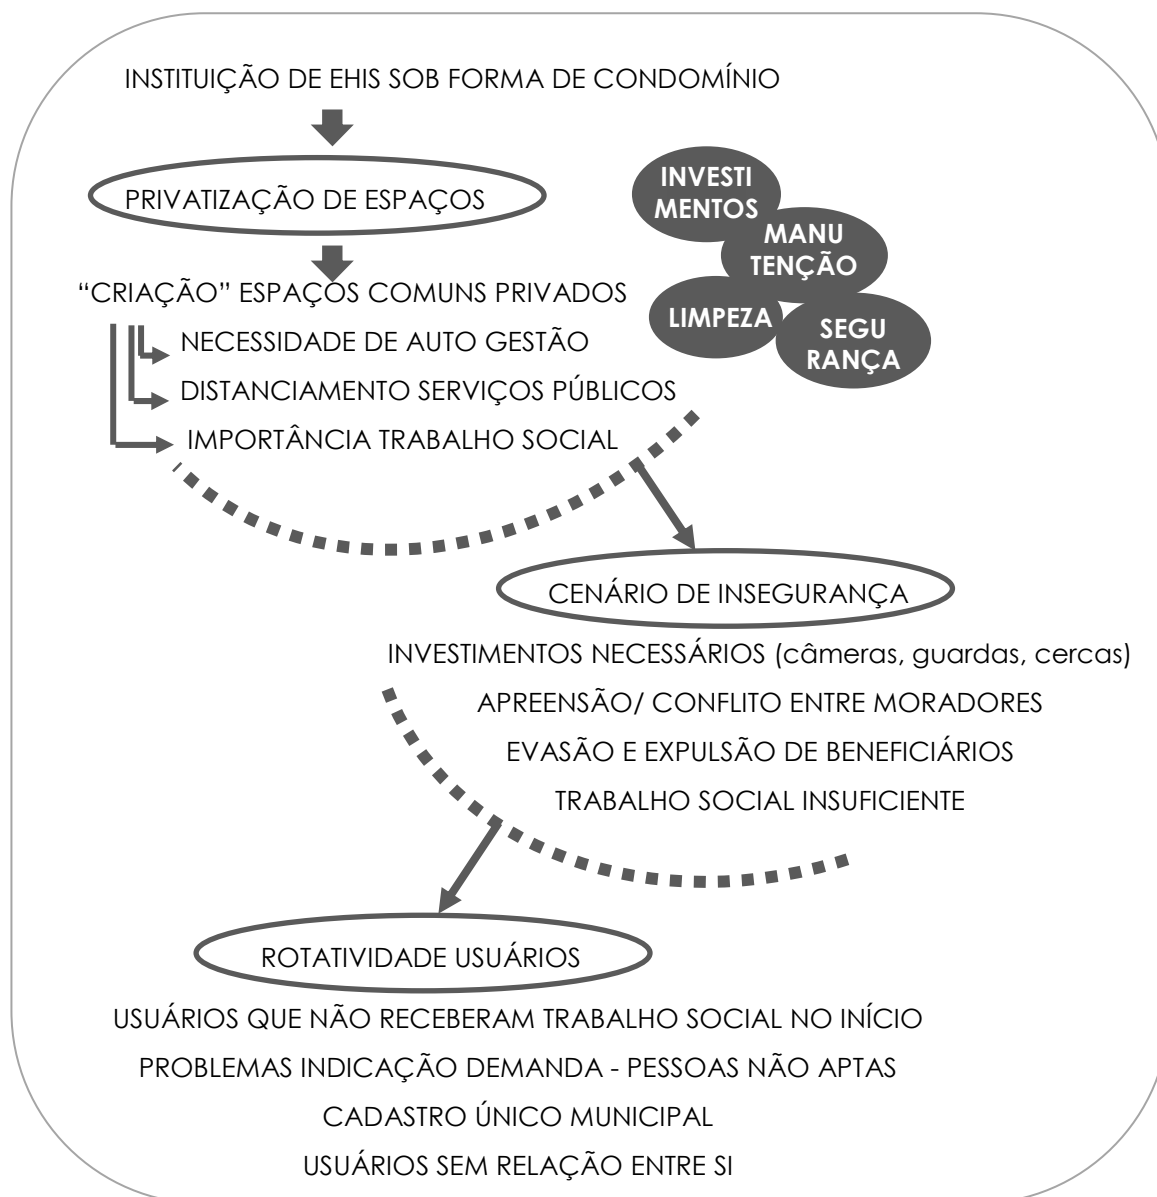 INSTITUIÇÃO DE EHIS SOB FORMA DE CONDOMÍNIO
PRIVATIZAÇÃO DE ESPAÇOS
INVESTI
MENTOS
MANU
TENÇÃO
LIMPEZA
SEGU
RANÇA
“CRIAÇÃO” ESPAÇOS COMUNS PRIVADOS
NECESSIDADE DE AUTO GESTÃO
DISTANCIAMENTO SERVIÇOS PÚBLICOS
IMPORTÂNCIA TRABALHO SOCIAL
CENÁRIO DE INSEGURANÇA
INVESTIMENTOS NECESSÁRIOS (câmeras, guardas, cercas)
APREENSÃO/ CONFLITO ENTRE MORADORES
EVASÃO E EXPULSÃO DE BENEFICIÁRIOS
TRABALHO SOCIAL INSUFICIENTE
ROTATIVIDADE USUÁRIOS
USUÁRIOS QUE NÃO RECEBERAM TRABALHO SOCIAL NO INÍCIO
PROBLEMAS INDICAÇÃO DEMANDA - PESSOAS NÃO APTAS
CADASTRO ÚNICO MUNICIPAL
USUÁRIOS SEM RELAÇÃO ENTRE SI